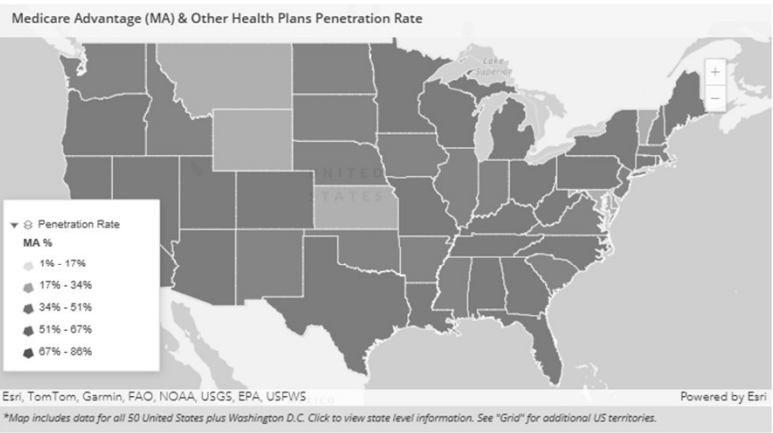 Medicare Advantage (MA) & Other Health Plans Penetration Rate
Lake
Superior
+
−
UNITED
STATES
Penetration Rate
MA %
1% - 17%
17% - 34%
34% - 51%
51% - 67%
67% - 86%
Esri, TomTom, Garmin, FAO, NOAA, USGS, EPA, USFWS
Powered by Esri
*Map includes data for all 50 United States plus Washington D.C. Click to view state level information. See "Grid" for additional US territories.